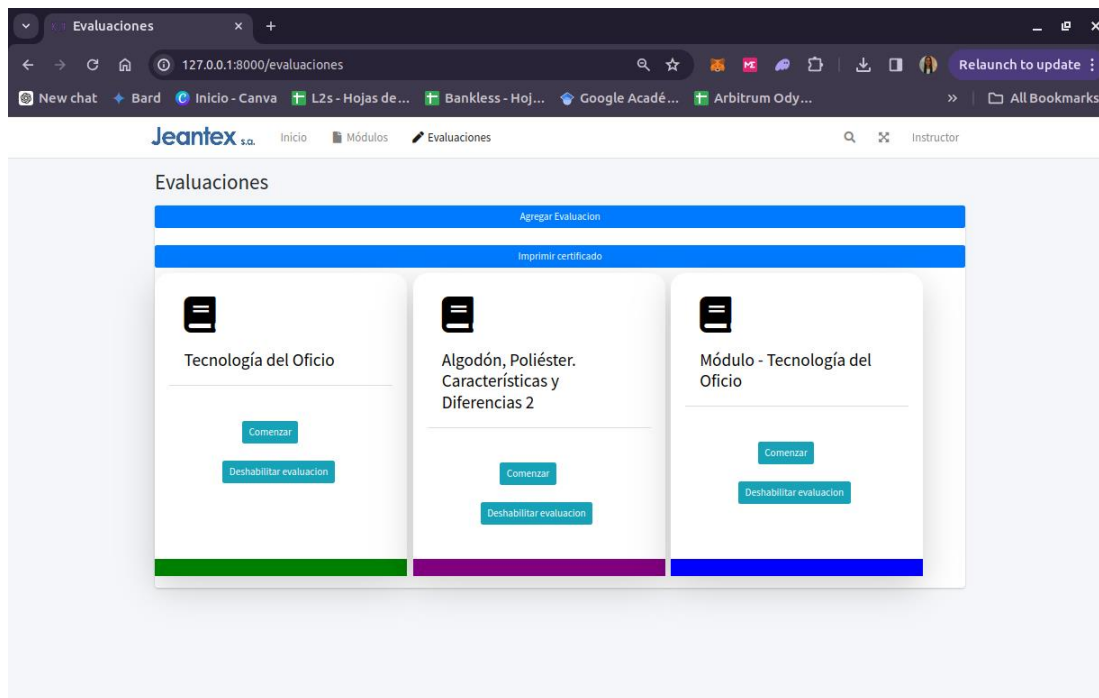 Evaluaciones
127.0.0.1:8000/evaluaciones
Relaunch to update
New chat Bard Inicio - Canva L2s - Hojas de... Bankless - Hoj... Google Acadé... Arbitrum Ody... » All Bookmarks
Jeantex s.a. Inicio Módulos Evaluaciones Instructor
Evaluaciones
Agregar Evaluacion
Imprimir certificado
Tecnología del Oficio
Comenzar
Deshabilitar evaluacion
Algodón, Poliéster.
Características y
Diferencias 2
Comenzar
Deshabilitar evaluacion
Módulo - Tecnología del
Oficio
Comenzar
Deshabilitar evaluacion